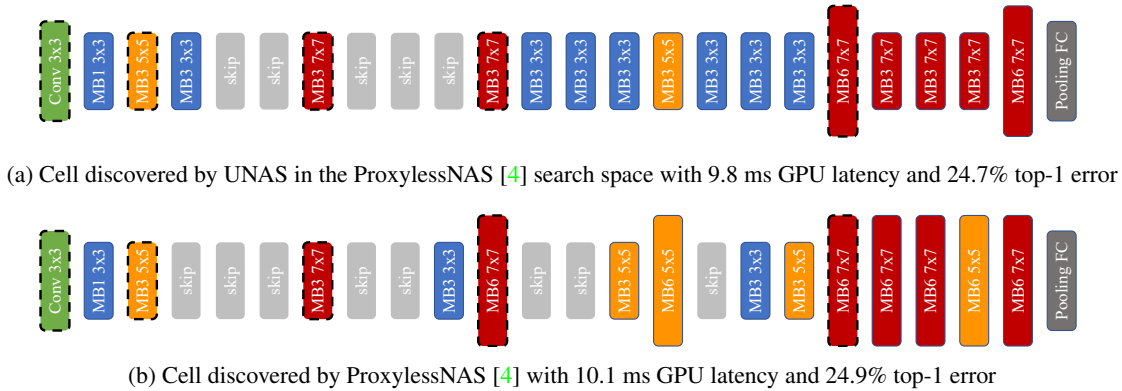 Conv 3x3
MB1 3x3
MB3 5x5
MB3 3x3
skip
skip
MB3 7x7
skip
skip
skip
MB3 7x7
MB3 3x3
MB3 3x3
MB3 3x3
MB3 5x5
MB3 3x3
MB3 3x3
MB3 3x3
MB6 7x7
MB3 7x7
MB3 7x7
MB3 7x7
MB6 7x7
Pooling FC
(a) Cell discovered by UNAS in the ProxylessNAS [4] search space with 9.8 ms GPU latency and 24.7% top-1 error
Conv 3x3
MB1 3x3
MB3 5x5
skip
skip
skip
MB3 7x7
skip
skip
MB3 3x3
MB6 7x7
skip
skip
MB3 5x5
MB6 5x5
skip
MB3 3x3
MB3 5x5
MB6 7x7
MB6 7x7
MB6 7x7
MB6 5x5
MB6 7x7
Pooling FC
(b) Cell discovered by ProxylessNAS [4] with 10.1 ms GPU latency and 24.9% top-1 error